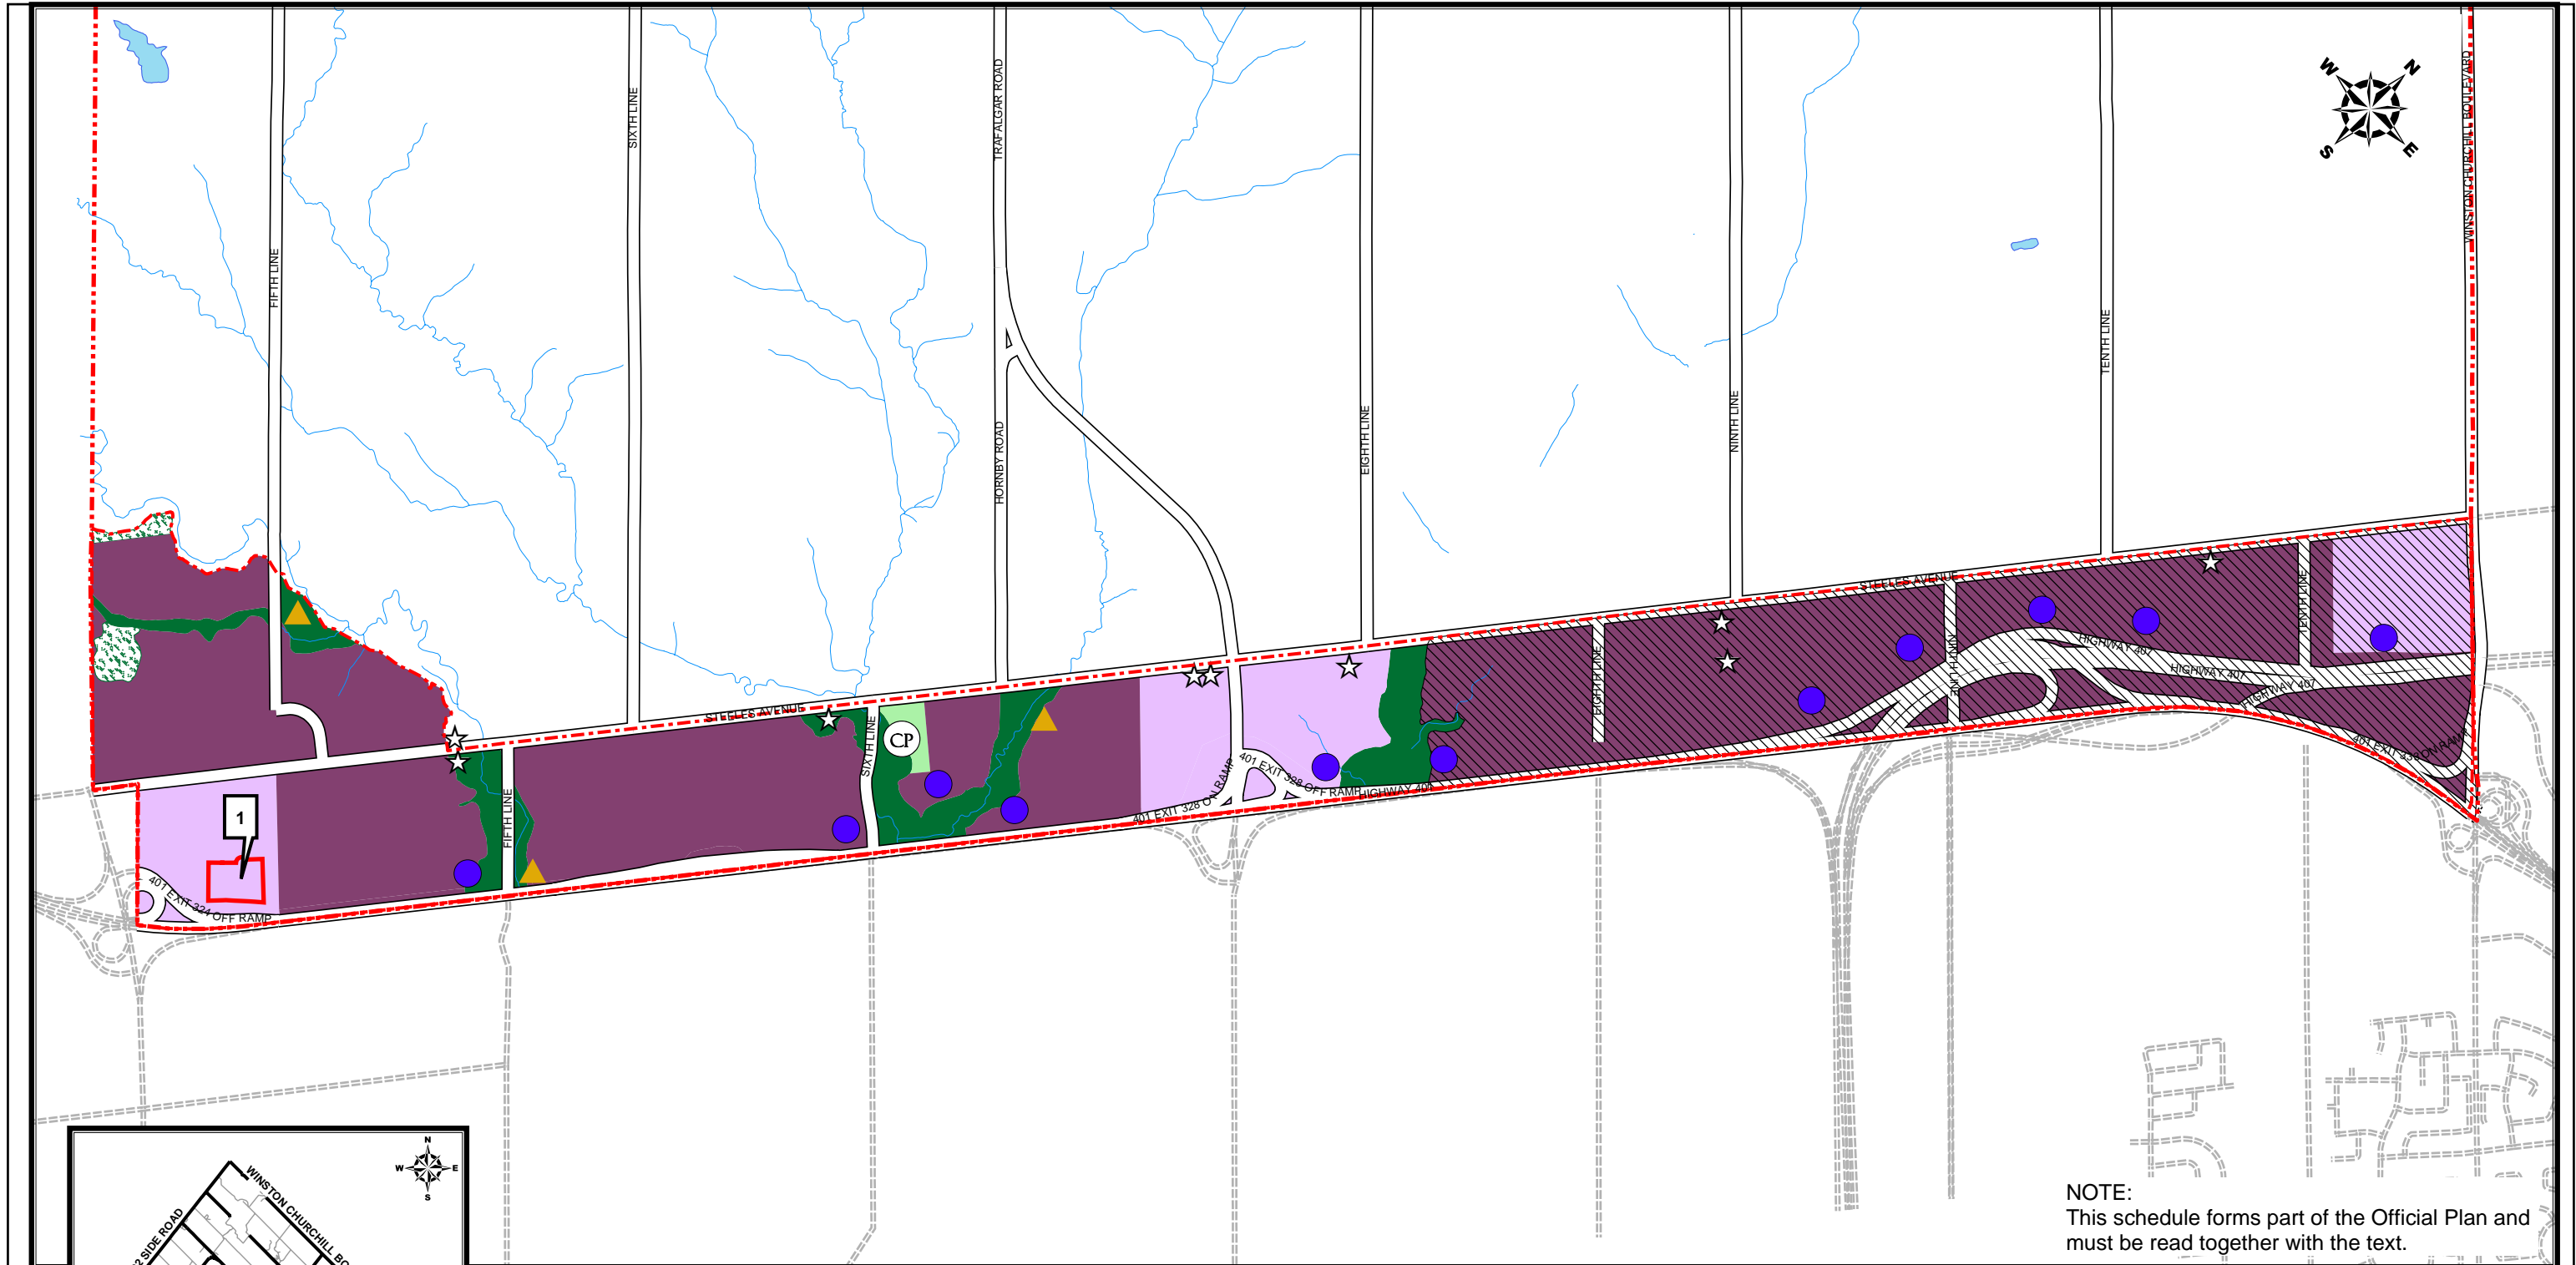 FIFTH LINE
SIXTH LINE
TRAFALGAR ROAD
HORNBY ROAD
EIGHTH LINE
NINTH LINE
TENTH LINE
WINSTON CHURCHILL BOULEVARD
W
N
S
E
STEELES AVENUE
STEELES AVENUE
CP
SIXTH LINE
FIFTH LINE
EIGHTH LINE
NINTH LINE
TENTH LINE
HIGHWAY 407
HIGHWAY 407
HIGHWAY 407
1
401 EXIT 324 OFF RAMP
401 EXIT 328 ON RAMP
401 EXIT 328 OFF RAMP
401 EXIT 330 ON RAMP
N
W
E
S
WINSTON CHURCHILL BO
SIDE ROAD
NOTE:
This schedule forms part of the Official Plan and
must be read together with the text.